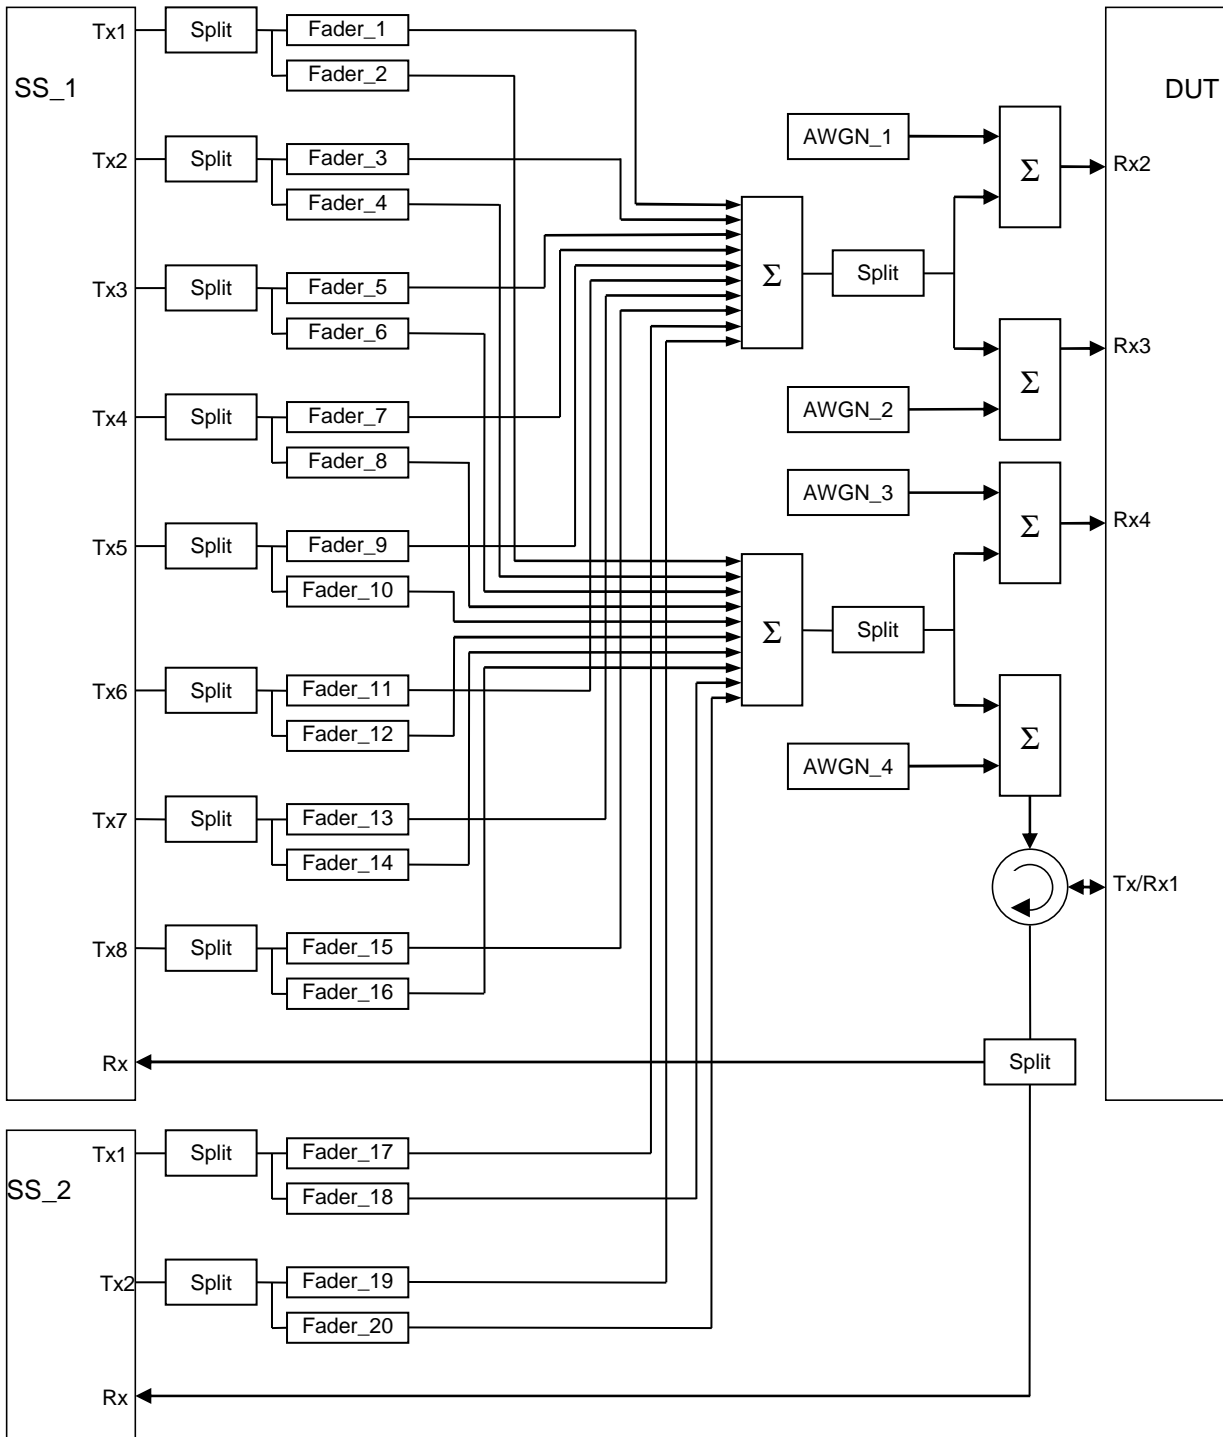 Tx1
Split
Fader_1
Fader_2
SS_1
DUT
AWGN_1
Tx2
Split
Fader_3
Σ
Rx2
Fader_4
Tx3
Split
Fader_5
Σ
Split
Fader_6
Rx3
Σ
Tx4
Split
Fader_7
AWGN_2
Fader_8
AWGN_3
Σ
Rx4
Tx5
Split
Fader_9
Fader_10
Σ
Split
Tx6
Split
Fader_11
Fader_12
Σ
AWGN_4
Tx7
Split
Fader_13
Fader_14
Tx/Rx1
Tx8
Split
Fader_15
Fader_16
Rx
Split
Tx1
Split
Fader_17
SS_2
Fader_18
Tx2
Split
Fader_19
Fader_20
Rx